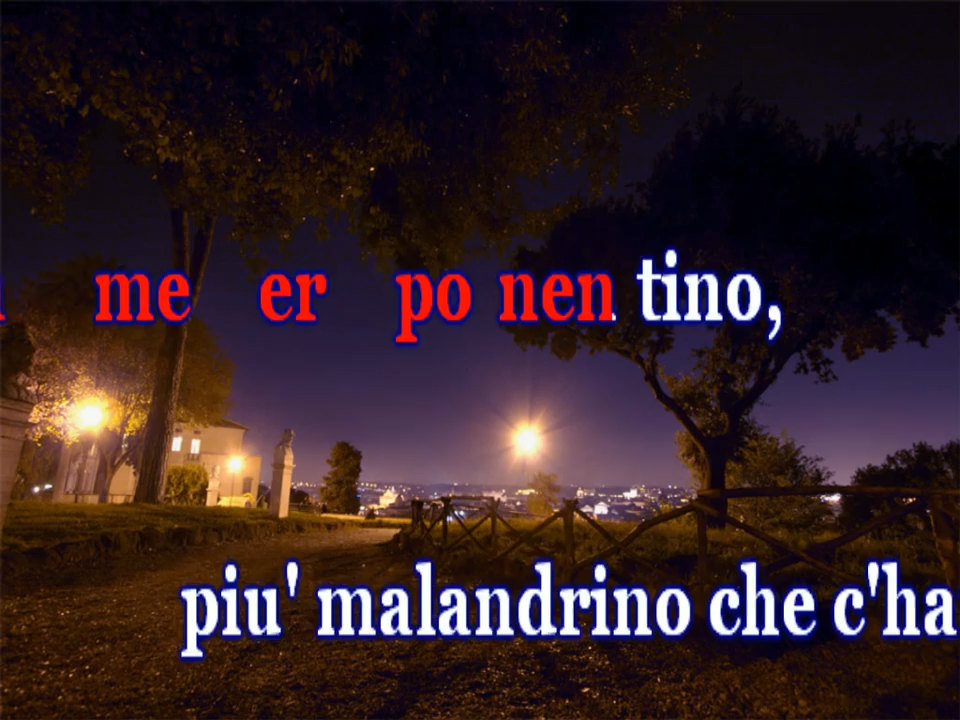 me er po nen tino,
piu' malandrino che c'ha